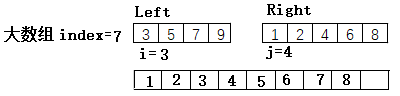 Left Right
大数组 index=7 3 5 7 9 1 2 4 6 8
i=3 j=4
1 2 3 4 5 6 7 8